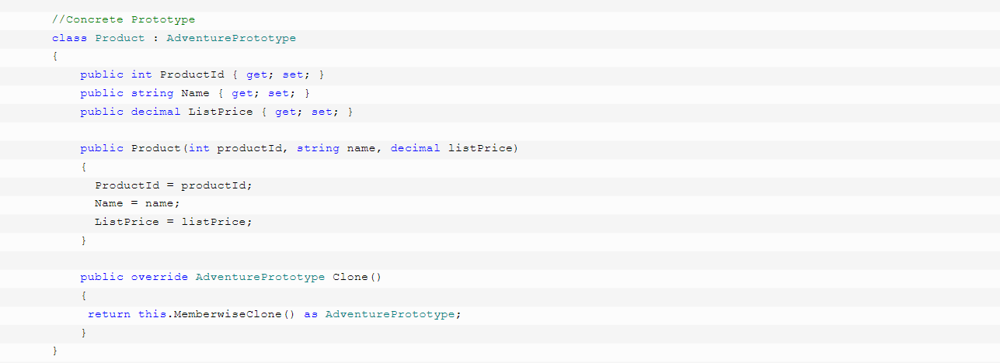 //Concrete Prototype
class Product : AdventurePrototype
{
public int ProductId { get; set; }
public string Name { get; set; }
public decimal ListPrice { get; set; }
public Product(int productId, string name, decimal listPrice)
{
ProductId = productId;
Name = name;
ListPrice = listPrice;
}
public override AdventurePrototype Clone()
{
return this.MemberwiseClone() as AdventurePrototype;
}
}